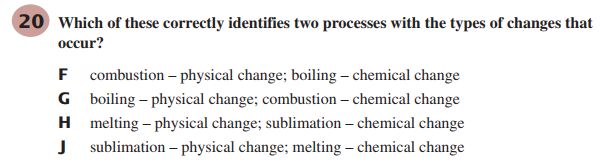 20 Which of these correctly identifies two processes with the types of changes that
occur?
F combustion – physical change; boiling – chemical change
G boiling – physical change; combustion – chemical change
H melting – physical change; sublimation – chemical change
J sublimation – physical change; melting – chemical change